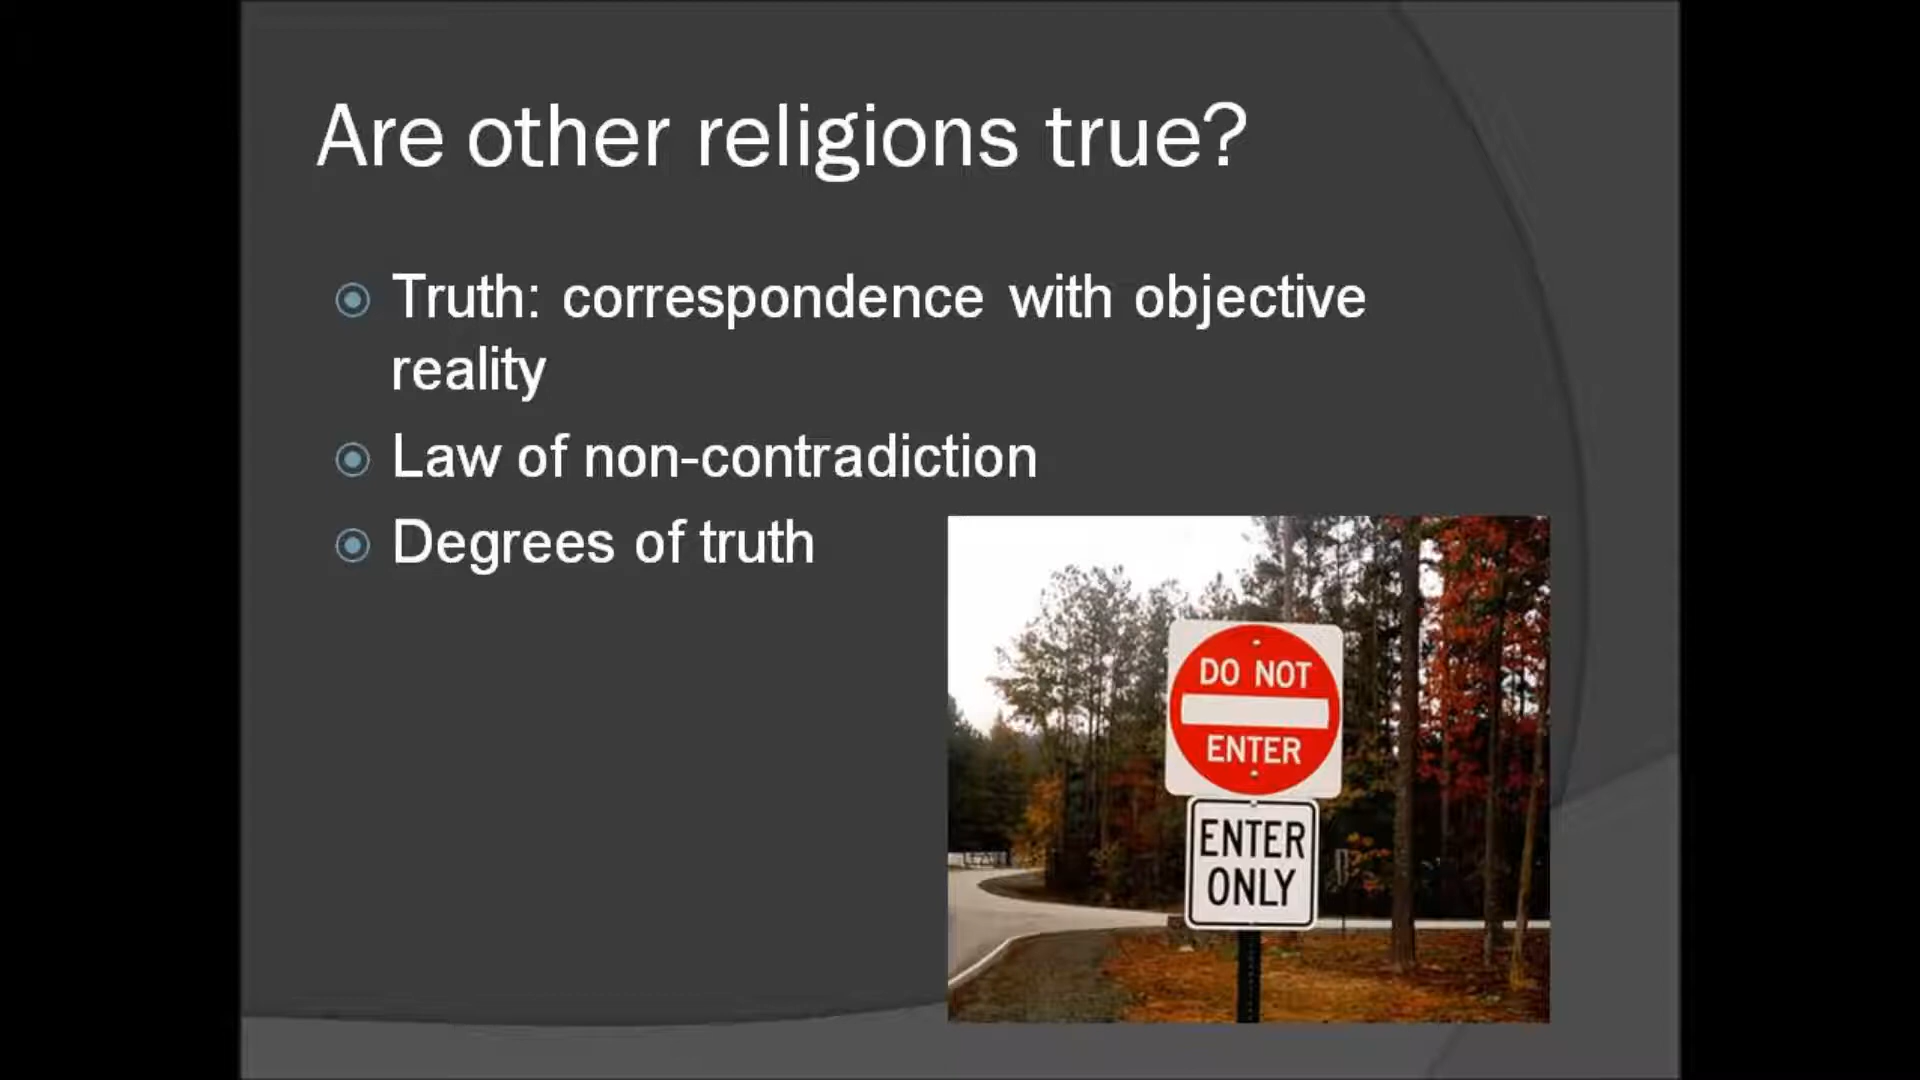 Are other religions true?
Truth: correspondence with objective
reality
Law of non-contradiction
Degrees of truth
DO NOT
ENTER
ENTER
ONLY